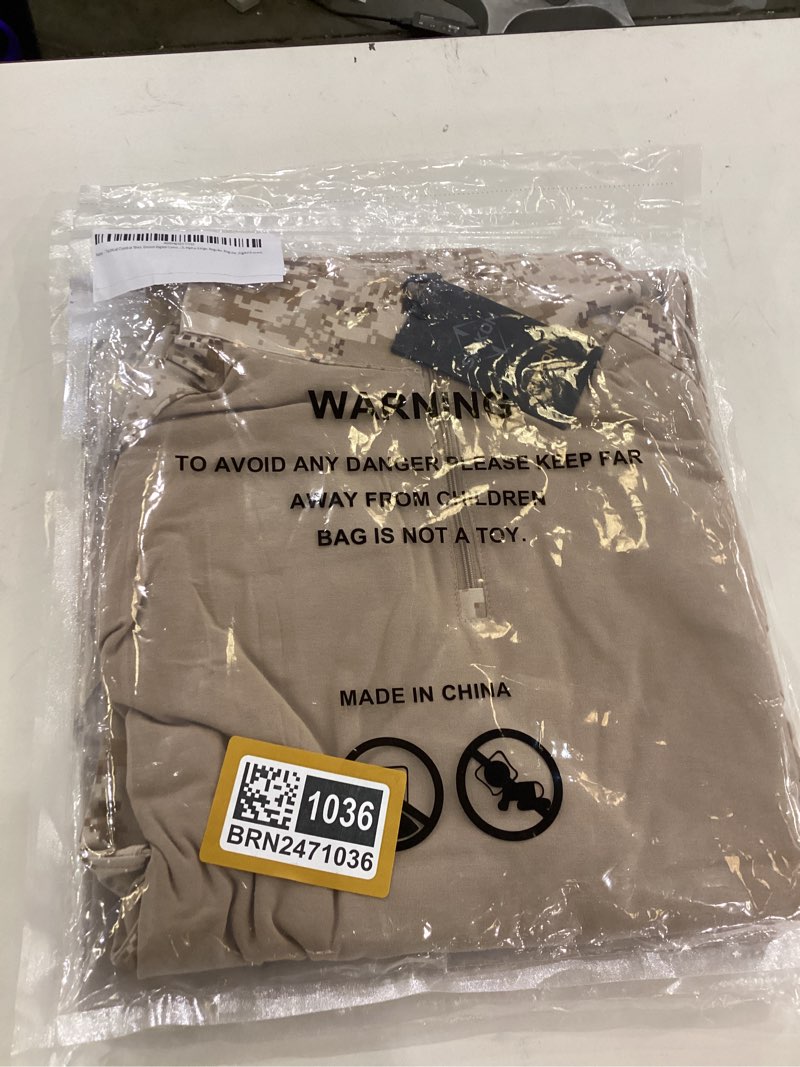 WARNING
TO AVOID ANY DANGER PLEASE KEEP FAR
AWAY FROM CHILDREN
BAG IS NOT A TOY.
MADE IN CHINA
1036
BRN2471036